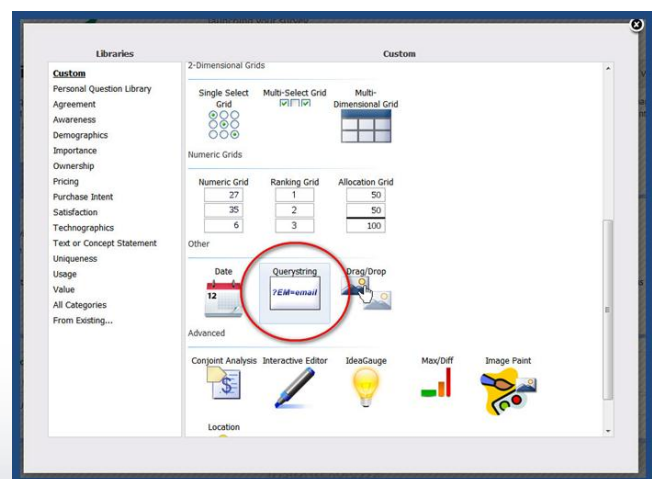 launching your survey
Libraries
Custom
Custom
Personal Question Library
Agreement
Awareness
Demographics
Importance
Ownership
Pricing
Purchase Intent
Satisfaction
Technographics
Text or Concept Statement
Uniqueness
Usage
Value
All Categories
From Existing...
2-Dimensional Grids
Single Select Grid
Multi-Select Grid
Multi-Dimensional Grid
Numeric Grids
Numeric Grid
27
35
6
Ranking Grid
1
2
3
Allocation Grid
50
50
100
Other
Date
12
Querystring
?EM=email
Drag/Drop
Advanced
Conjoint Analysis
$
Interactive Editor
IdeaGauge
Max/Diff
Image Paint
Location